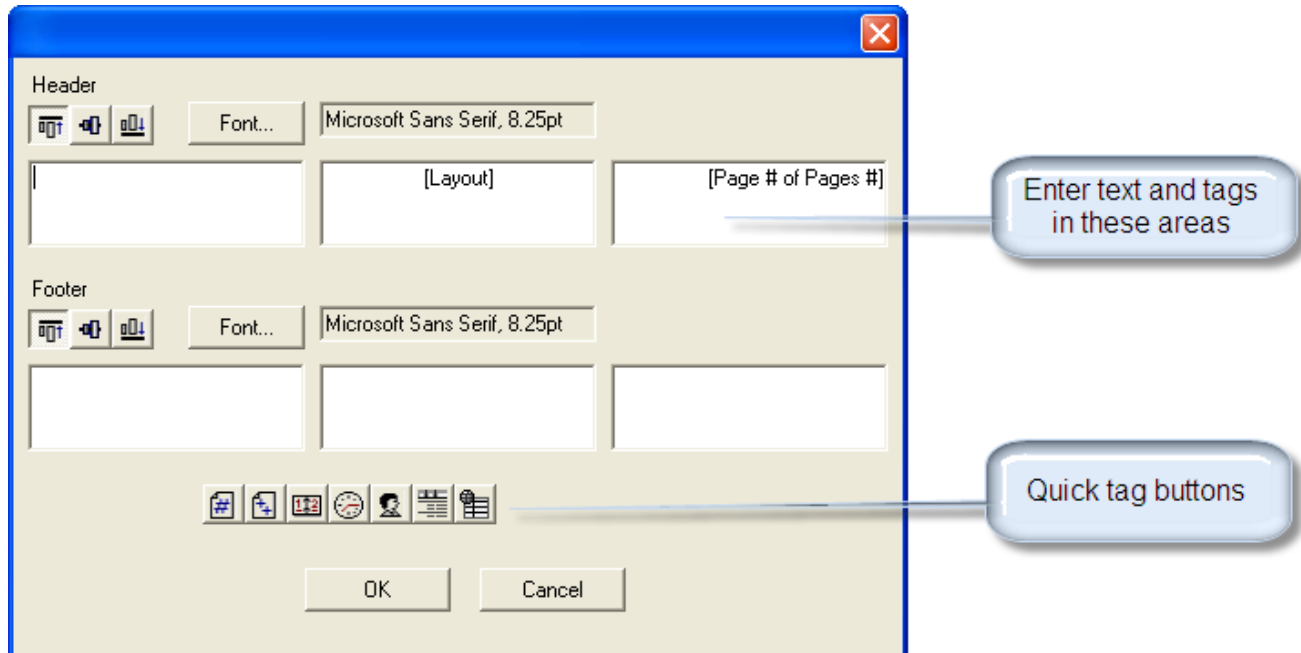 Header
Font...
Microsoft Sans Serif, 8.25pt
[Layout]
[Page # of Pages #]
Enter text and tags
in these areas
Footer
Font...
Microsoft Sans Serif, 8.25pt
Quick tag buttons
OK
Cancel